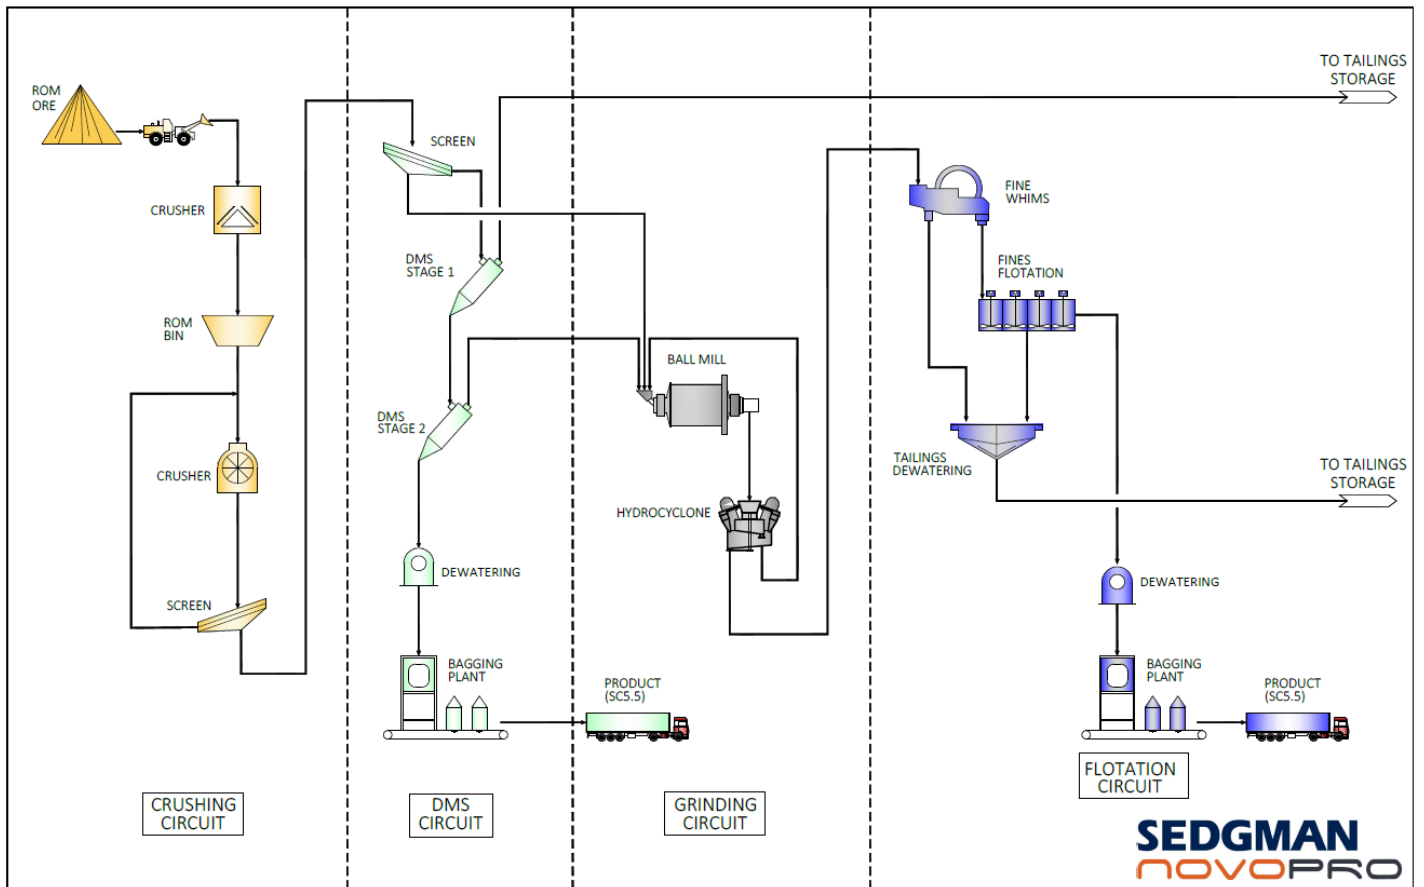 ROM
ORE
CRUSHER
ROM
BIN
CRUSHER
SCREEN
CRUSHING
CIRCUIT
SCREEN
DMS
STAGE 1
DMS
STAGE 2
DEWATERING
BAGGING
PLANT
PRODUCT
(SC5.5)
DMS
CIRCUIT
BALL MILL
HYDROCYCLONE
GRINDING
CIRCUIT
TO TAILINGS
STORAGE
FINE
WHIMS
FINES
FLOTATION
TAILINGS
DEWATERING
TO TAILINGS
STORAGE
DEWATERING
BAGGING
PLANT
PRODUCT
(SC5.5)
FLOTATION
CIRCUIT
SEDGMAN
NOVOPRO